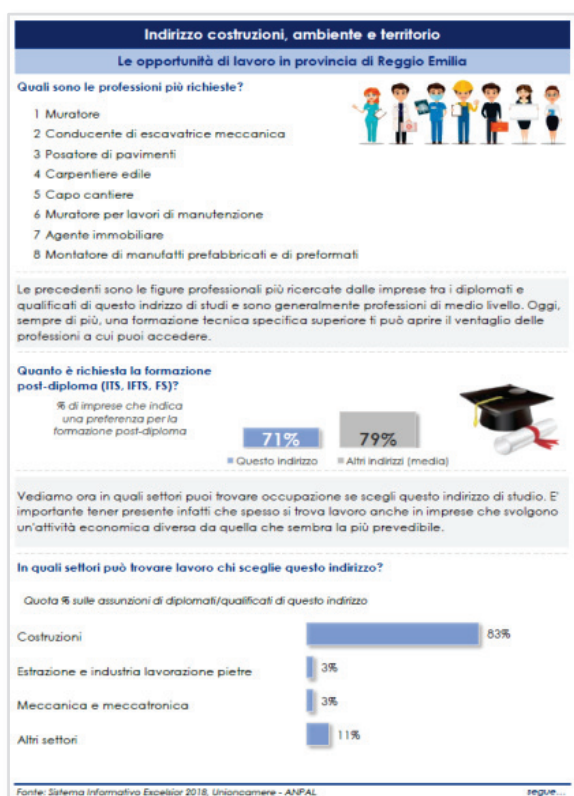 Indirizzo costruzioni, ambiente e territorio
Le opportunità di lavoro in provincia di Reggio Emilia
Quali sono le professioni più richieste?
1 Muratore
2 Conducente di escavatrice meccanica
3 Posatore di pavimenti
4 Carpentiere edile
5 Capo cantiere
6 Muratore per lavori di manutenzione
7 Agente immobiliare
8 Montatore di manufatti prefabbricati e di preformati
Le precedenti sono le figure professionali più ricercate dalle imprese tra i diplomati e
qualificati di questo indirizzo di studi e sono generalmente professioni di medio livello. Oggi,
sempre di più, una formazione tecnica specifica superiore ti può aprire il ventaglio delle
professioni a cui puoi accedere.
Quanto è richiesta la formazione
post-diploma (ITS, IFTS, FS)?
% di imprese che indica
una preferenza per la
formazione post-diploma
71% 79%
Questo indirizzo Altri indirizzi (media)
Vediamo ora in quali settori puoi trovare occupazione se scegli questo indirizzo di studio. E'
importante tener presente infatti che spesso si trova lavoro anche in imprese che svolgono
un'attività economica diversa da quella che sembra la più prevedibile.
In quali settori può trovare lavoro chi sceglie questo indirizzo?
Quota % sulle assunzioni di diplomati/qualificati di questo indirizzo
Costruzioni 83%
Estrazione e industria lavorazione pietre 3%
Meccanica e meccatronica 3%
Altri settori 11%
Fonte: Sistema Informativo Excelsior 2018, Unioncamere - ANPAL segue...